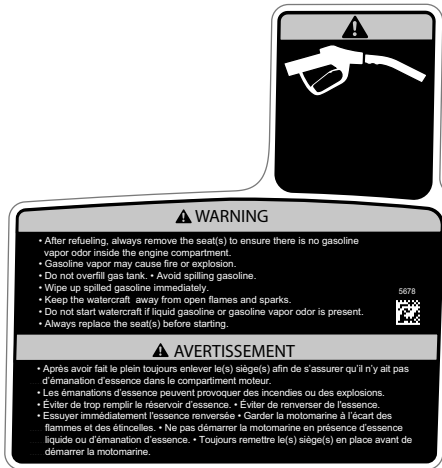 WARNING
• After refueling, always remove the seat(s) to ensure there is no gasoline
vapor odor inside the engine compartment.
• Gasoline vapor may cause fire or explosion.
• Do not overfill gas tank. • Avoid spilling gasoline.
• Wipe up spilled gasoline immediately.
• Keep the watercraft away from open flames and sparks.
• Do not start watercraft if liquid gasoline or gasoline vapor odor is present.
• Always replace the seat(s) before starting.
5678
AVERTISSEMENT
• Après avoir fait le plein toujours enlever le(s) siège(s) afin de s'assurer qu'il n'y ait pas
d'émanation d'essence dans le compartiment moteur.
• Les émanations d'essence peuvent provoquer des incendies ou des explosions.
• Éviter de trop remplir le réservoir d'essence. • Éviter de renverser de l'essence.
• Essuyer immédiatement l'essence renversée • Garder la motomarine à l'écart des
flammes et des étincelles. • Ne pas démarrer la motomarine en présence d'essence
liquide ou d'émanation d'essence. • Toujours remettre le(s) siège(s) en place avant de
démarrer la motomarine.